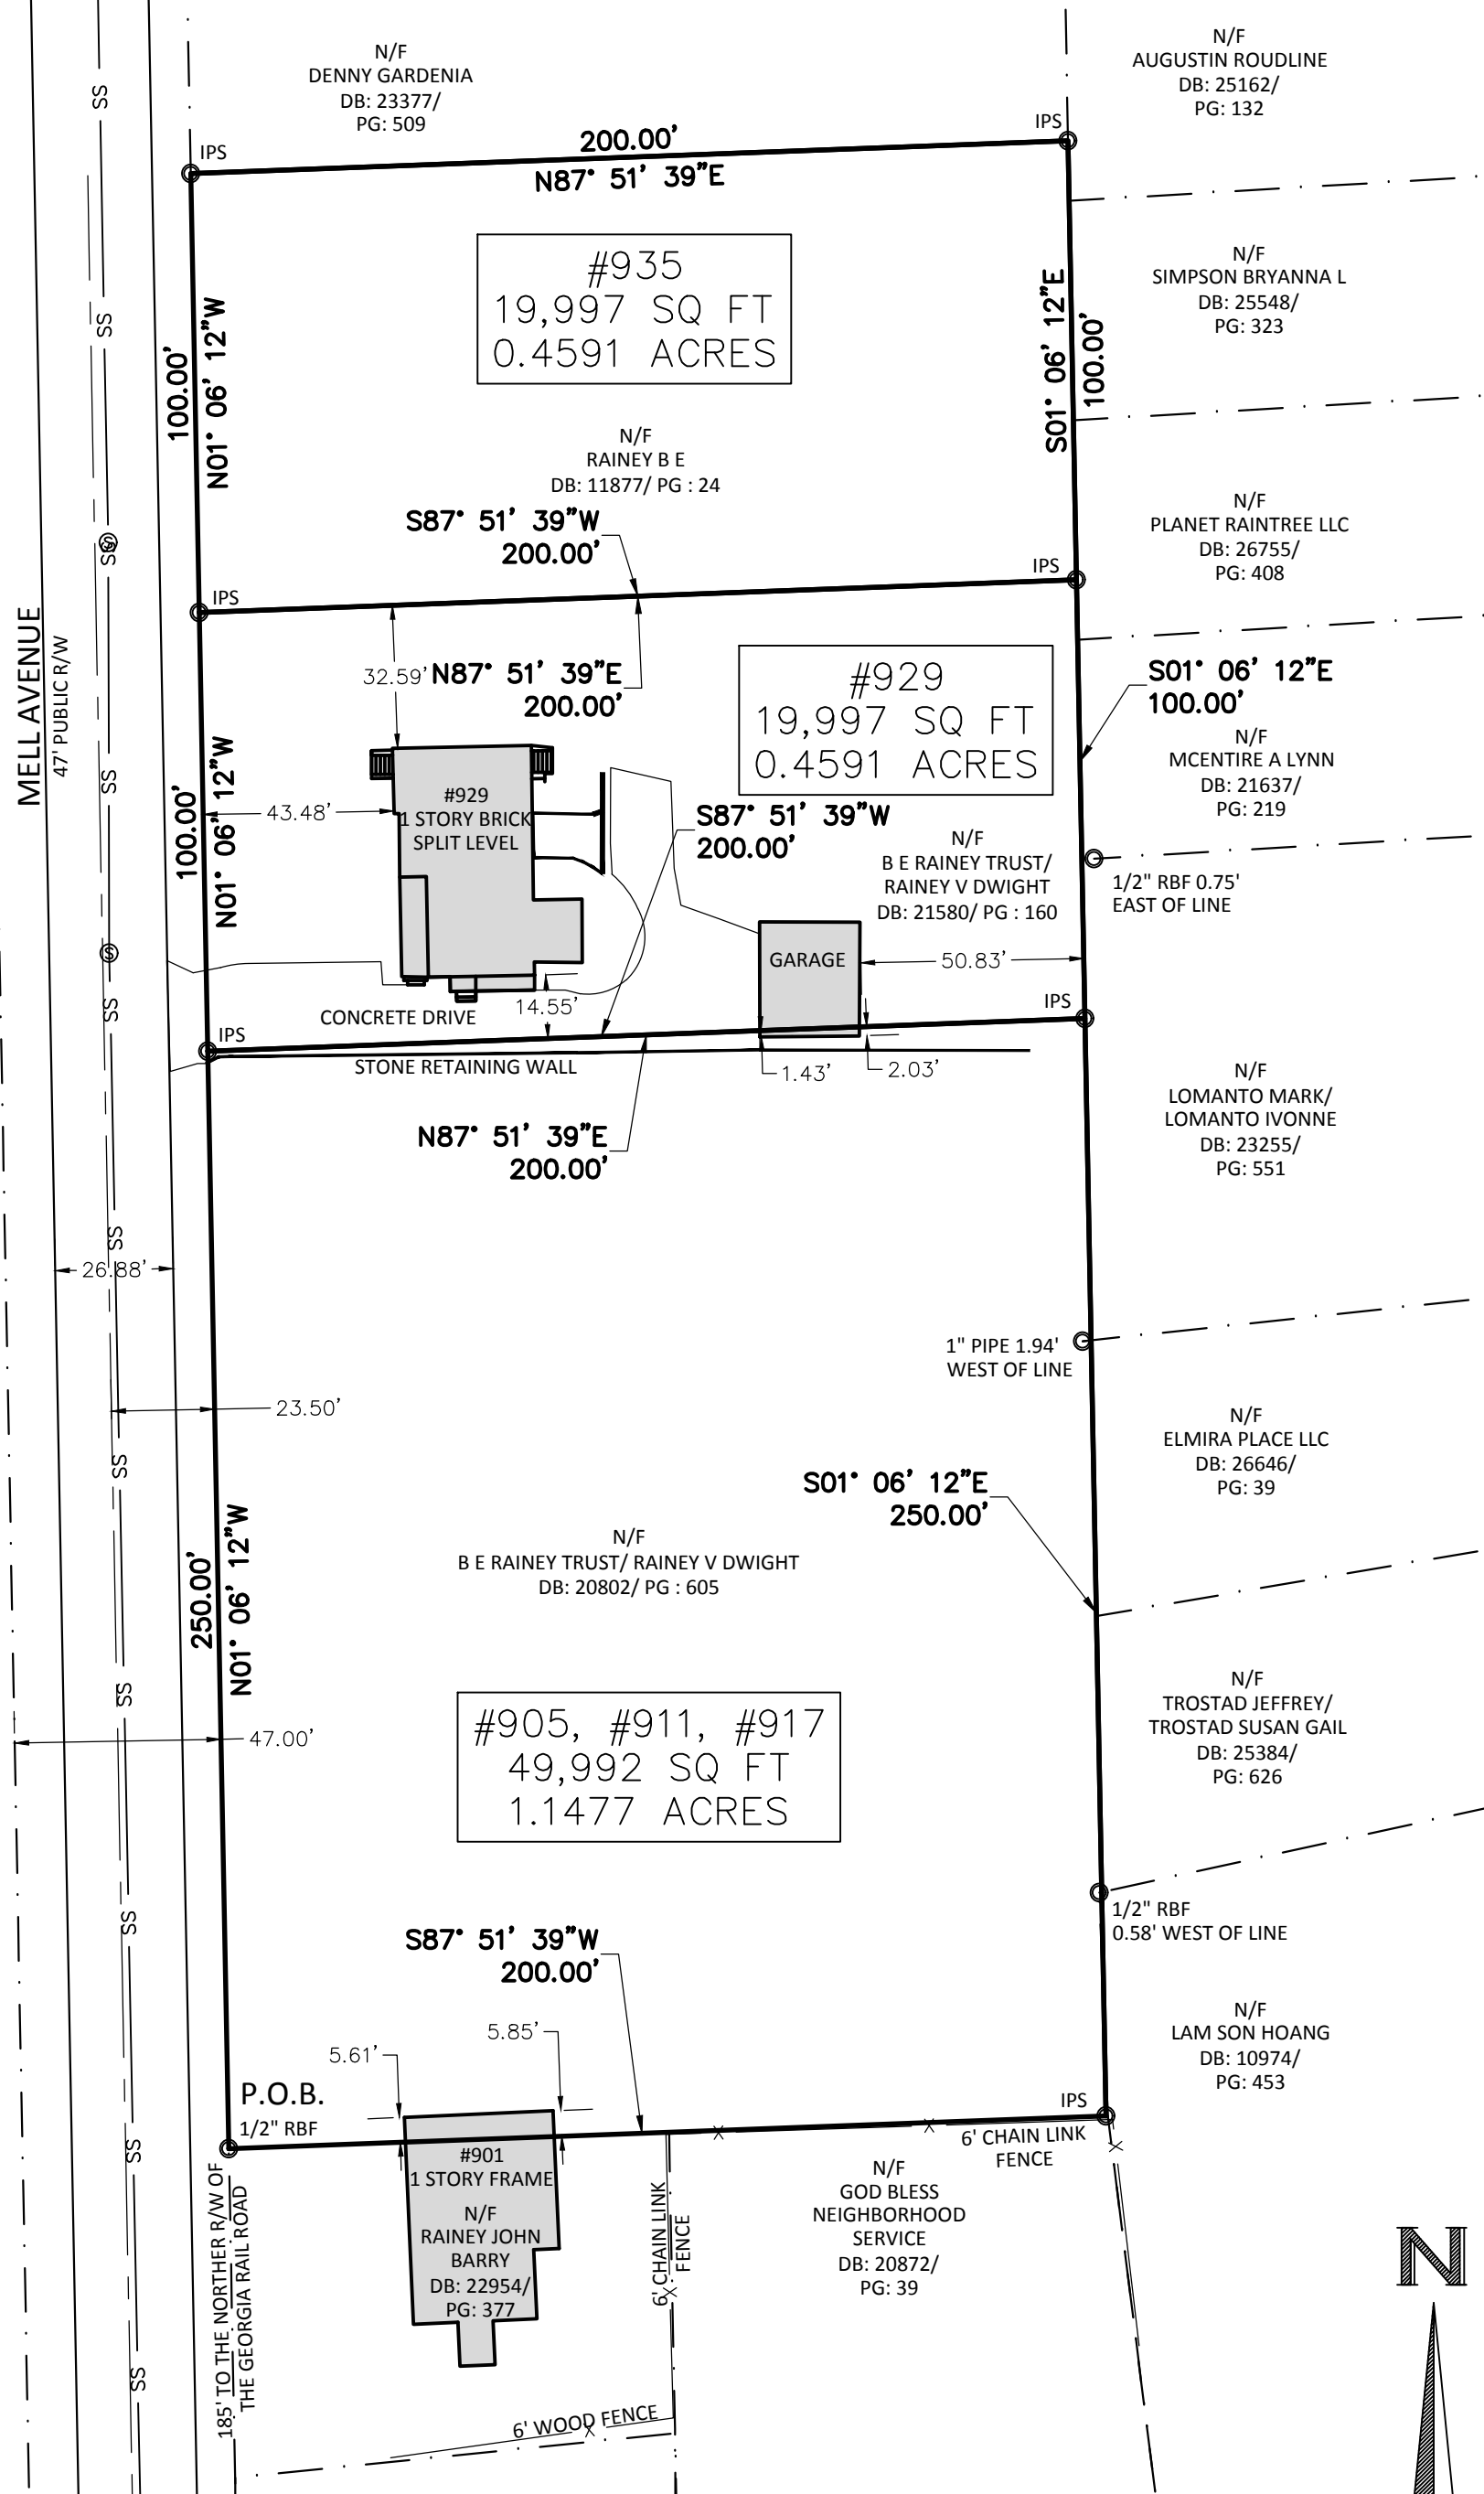 N/F
DENNY GARDENIA
DB: 23377/
PG: 509
N/F
AUGUSTIN ROUDLINE
DB: 25162/
PG: 132
IPS
200.00'
N87° 51' 39"E
IPS
#935
19,997 SQ FT
0.4591 ACRES
N/F
SIMPSON BRYANNA L
DB: 25548/
PG: 323
100.00'
N01° 06' 12"W
S01° 06' 12"E
100.00'
N/F
RAINEY B E
DB: 11877/ PG : 24
S87° 51' 39"W
200.00'
N/F
PLANET RAINTREE LLC
DB: 26755/
PG: 408
IPS
IPS
MELL AVENUE
47' PUBLIC R/W
32.59'
N87° 51' 39"E
200.00'
#929
19,997 SQ FT
0.4591 ACRES
S01° 06' 12"E
100.00'
N/F
MCENTIRE A LYNN
DB: 21637/
PG: 219
100.00'
N01° 06' 12"W
43.48'
#929
1 STORY BRICK
SPLIT LEVEL
S87° 51' 39"W
200.00'
N/F
B E RAINEY TRUST/
RAINEY V DWIGHT
DB: 21580/ PG : 160
1/2" RBF 0.75'
EAST OF LINE
GARAGE
50.83'
14.55'
CONCRETE DRIVE
IPS
IPS
STONE RETAINING WALL
1.43'
2.03'
N87° 51' 39"E
200.00'
N/F
LOMANTO MARK/
LOMANTO IVONNE
DB: 23255/
PG: 551
26.88'
1" PIPE 1.94'
WEST OF LINE
23.50'
N/F
ELMIRA PLACE LLC
DB: 26646/
PG: 39
S01° 06' 12"E
250.00'
250.00'
N01° 06' 12"W
N/F
B E RAINEY TRUST/ RAINEY V DWIGHT
DB: 20802/ PG : 605
N/F
TROSTAD JEFFREY/
TROSTAD SUSAN GAIL
DB: 25384/
PG: 626
47.00'
#905, #911, #917
49,992 SQ FT
1.1477 ACRES
1/2" RBF
0.58' WEST OF LINE
S87° 51' 39"W
200.00'
5.85'
5.61'
N/F
LAM SON HOANG
DB: 10974/
PG: 453
P.O.B.
1/2" RBF
IPS
6' CHAIN LINK
FENCE
#901
1 STORY FRAME
N/F
RAINEY JOHN
BARRY
DB: 22954/
PG: 377
6' CHAIN LINK
FENCE
N/F
GOD BLESS
NEIGHBORHOOD
SERVICE
DB: 20872/
PG: 39
185' TO THE NORTHER R/W OF
THE GEORGIA RAIL ROAD
6' WOOD FENCE
N
SS
SS
SS
SS
SS
SS
SS
SS
SS
SS
SS
S
S